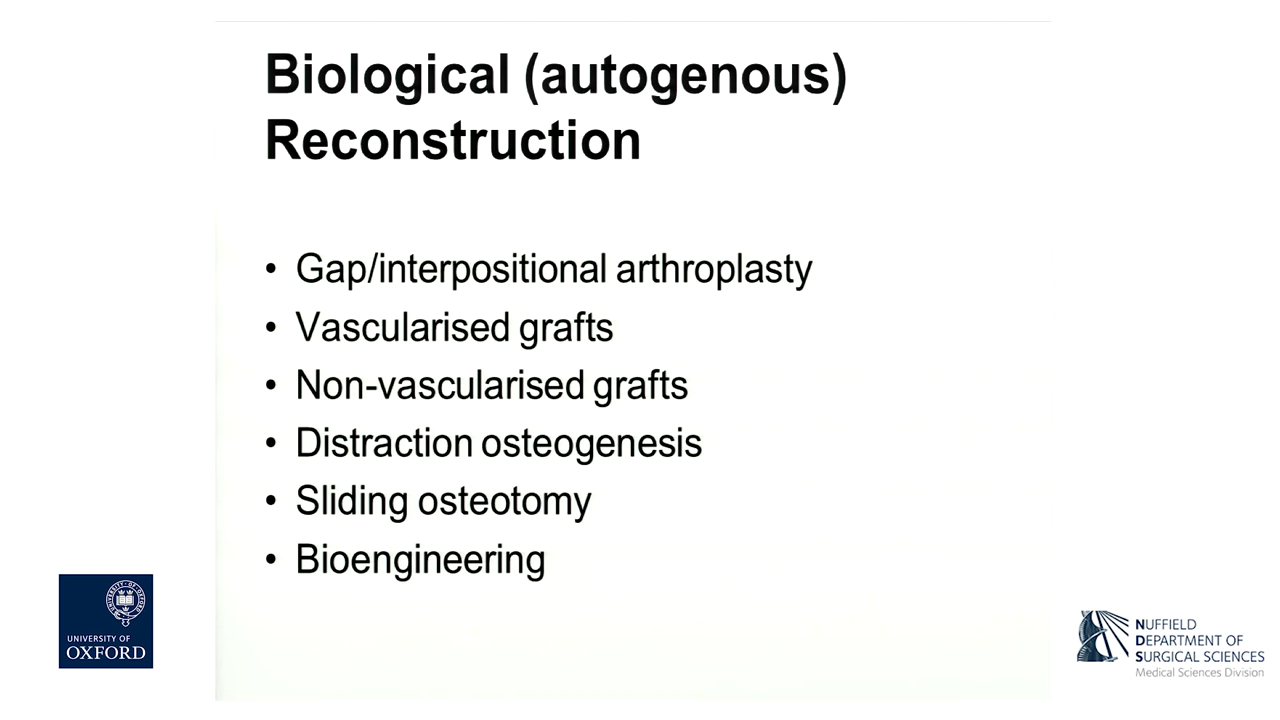 Biological (autogenous)
Reconstruction
• Gap/interpositional arthroplasty
• Vascularised grafts
• Non-vascularised grafts
• Distraction osteogenesis
• Sliding osteotomy
• Bioengineering
UNIVERSITY OF
OXFORD
NUFFIELD
DEPARTMENT OF
SURGICAL SCIENCES
Medical Sciences Division